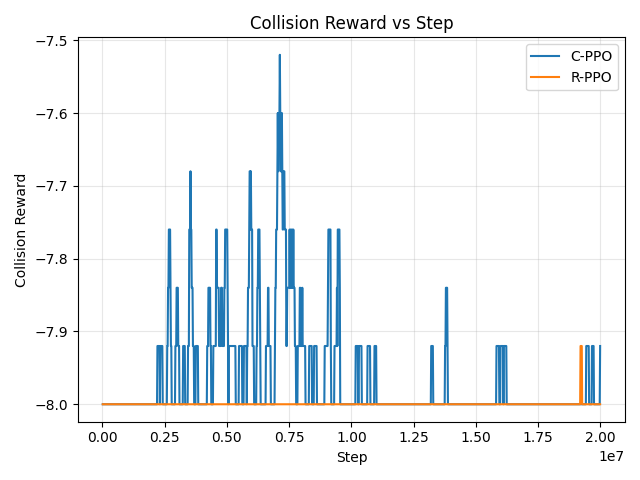 Collision Reward vs Step
C-PPO
R-PPO
Collision Reward
−7.5
−7.6
−7.7
−7.8
−7.9
−8.0
0.00
0.25
0.50
0.75
1.00
1.25
1.50
1.75
2.00
1e7
Step